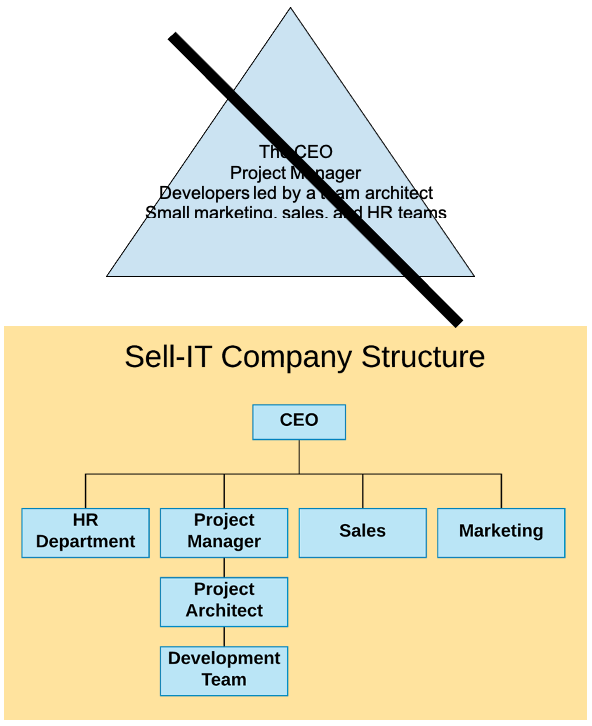 The CEO
Project Manager
Developers led by a team architect
Small marketing, sales, and HR teams
Sell-IT Company Structure
CEO
HR
Department
Project
Manager
Sales
Marketing
Project
Architect
Development
Team